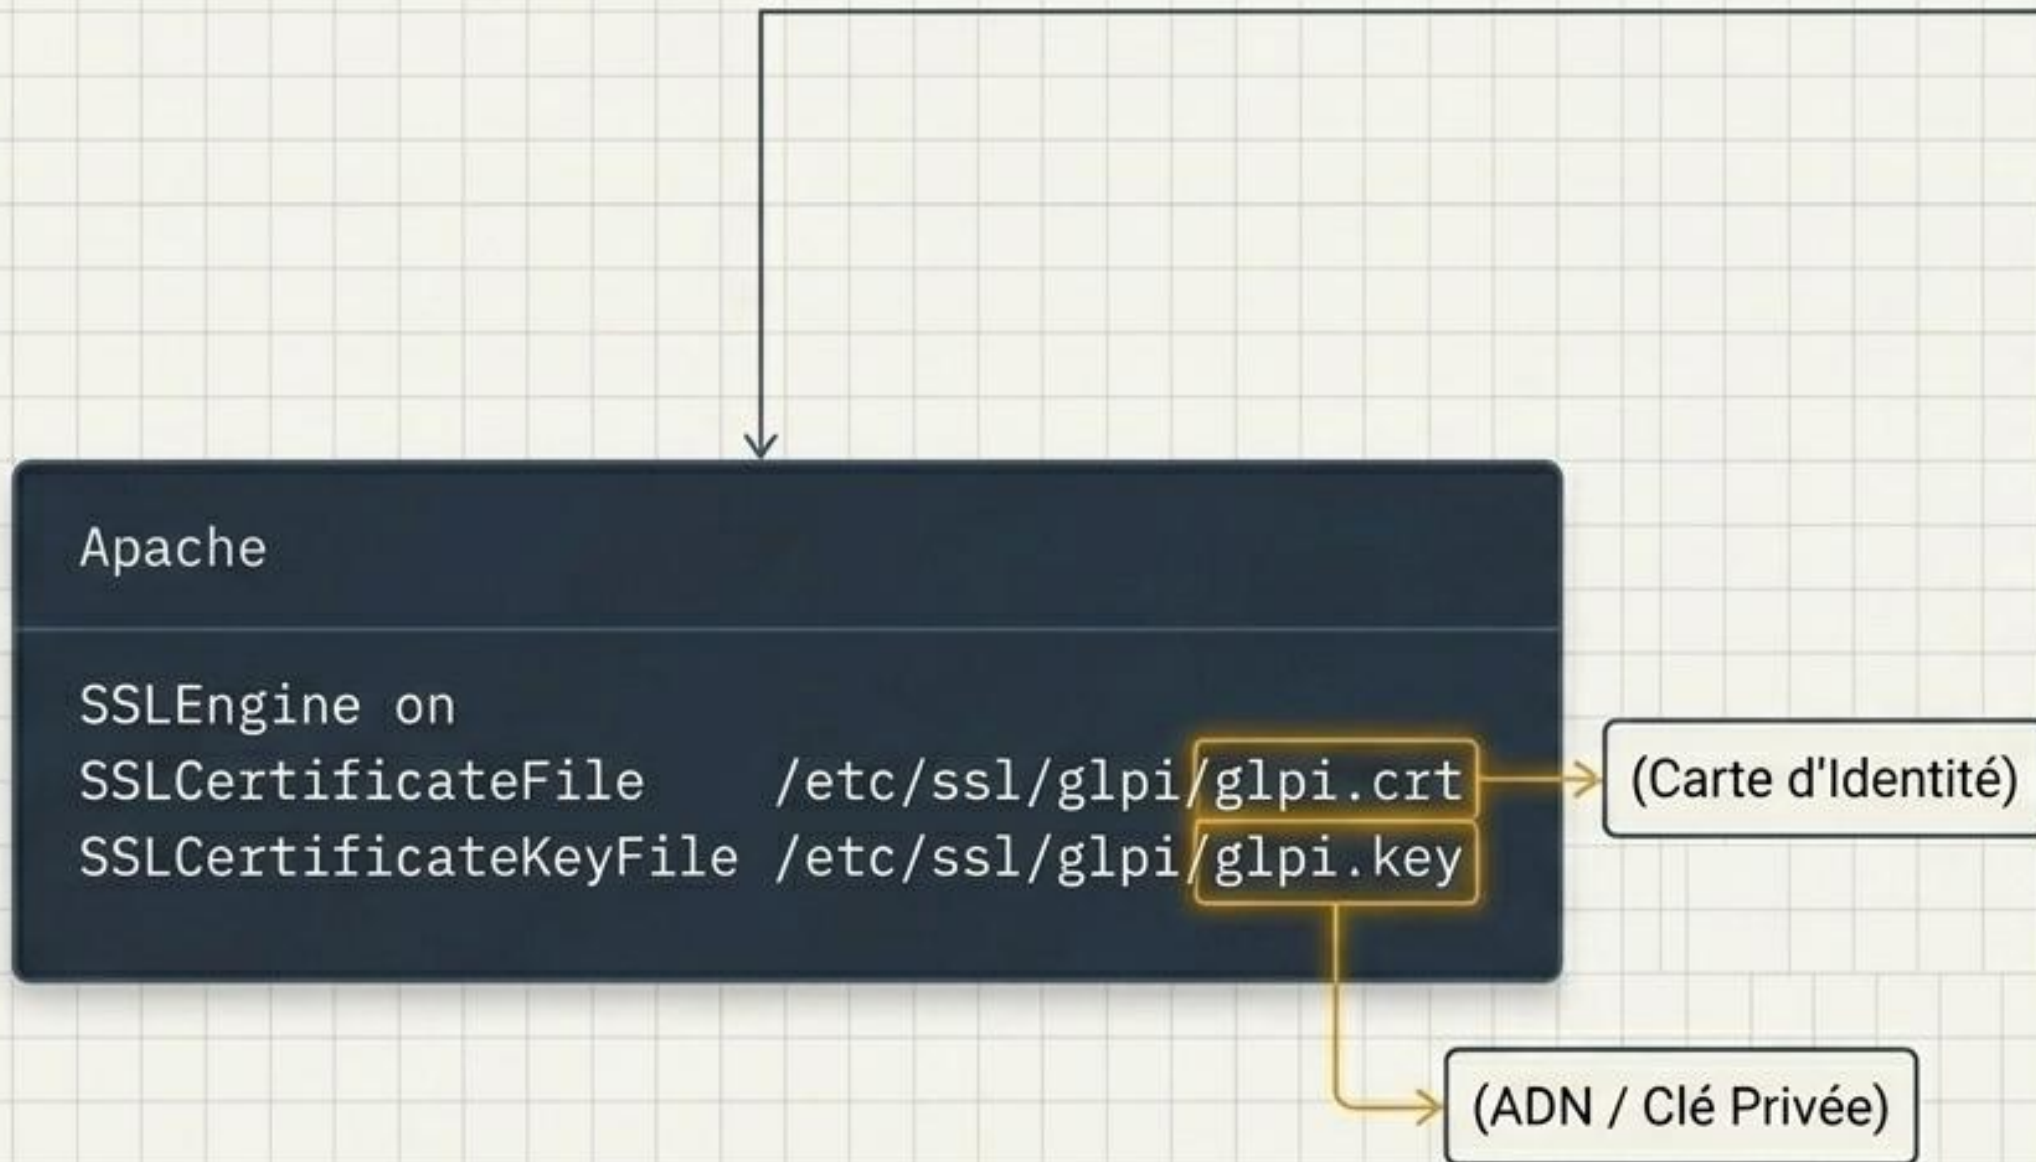 Apache
SSLEngine on
SSLCertificateFile /etc/ssl/glpi/glpi.crt
(Carte d'Identité)
SSLCertificateKeyFile /etc/ssl/glpi/glpi.key
(ADN / Clé Privée)